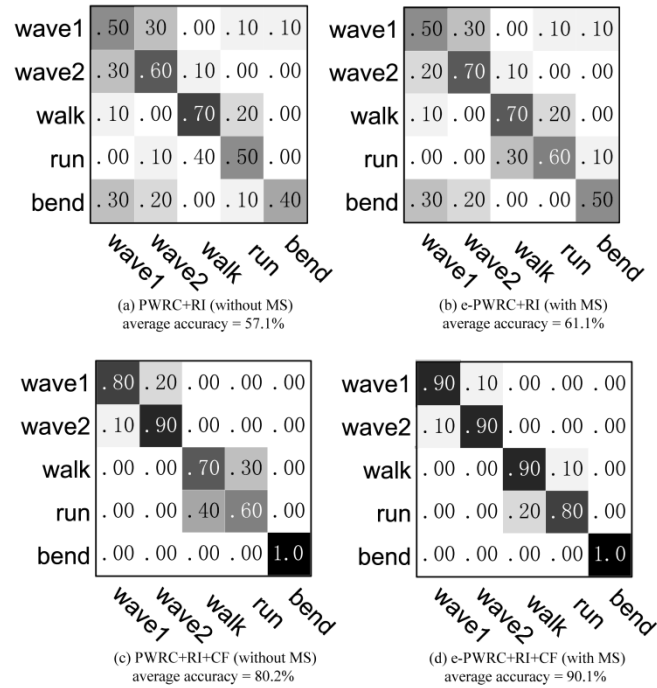 wave1 .50 .30 .00 .10 .10
wave2 .30 .60 .10 .00 .00
walk .10 .00 .70 .20 .00
run .00 .10 .40 .50 .00
bend .30 .20 .00 .10 .40
wave1 wave2 walk run bend
(a) PWRC+RI (without MS)
average accuracy = 57.1%
wave1 .50 .30 .00 .10 .10
wave2 .20 .70 .10 .00 .00
walk .10 .00 .70 .20 .00
run .00 .00 .30 .60 .10
bend .30 .20 .00 .00 .50
wave1 wave2 walk run bend
(b) e-PWRC+RI (with MS)
average accuracy = 61.1%
wave1 .80 .20 .00 .00 .00
wave2 .10 .90 .00 .00 .00
walk .00 .00 .70 .30 .00
run .00 .00 .40 .60 .00
bend .00 .00 .00 .00 1.0
wave1 wave2 walk run bend
(c) PWRC+RI+CF (without MS)
average accuracy = 80.2%
wave1 .90 .10 .00 .00 .00
wave2 .10 .90 .00 .00 .00
walk .00 .00 .90 .10 .00
run .00 .00 .20 .80 .00
bend .00 .00 .00 .00 1.0
wave1 wave2 walk run bend
(d) e-PWRC+RI+CF (with MS)
average accuracy = 90.1%